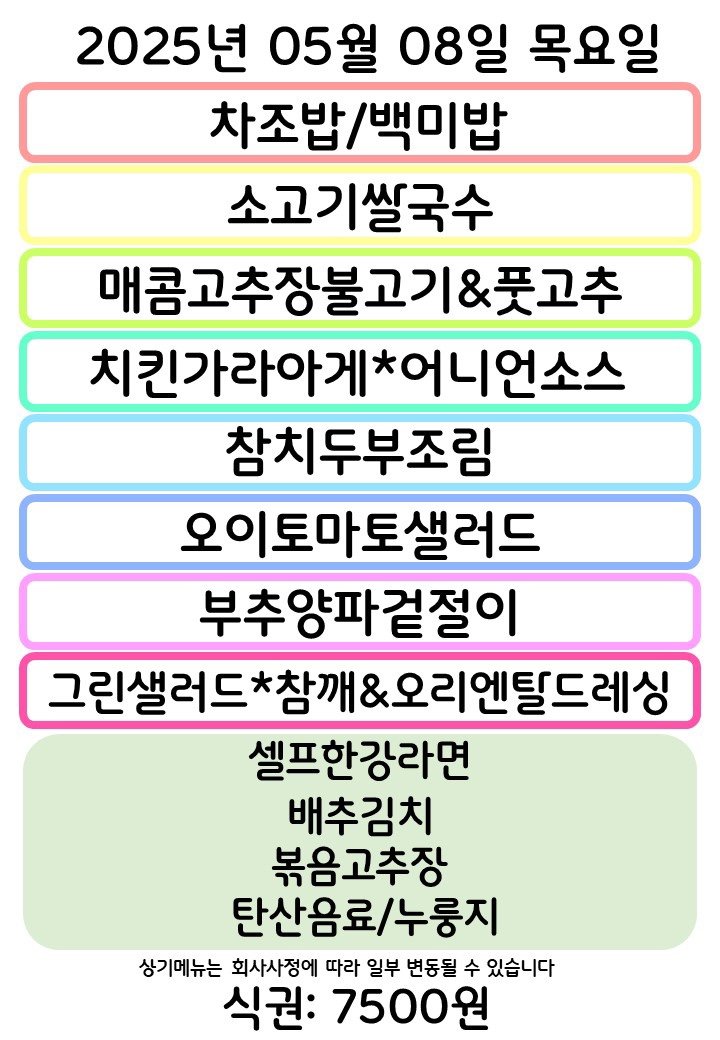 2025년 05월 08일 목요일
차조밥/백미밥
소고기쌀국수
매콤고추장불고기&풋고추
치킨가라아게*어니언소스
참치두부조림
오이토마토샐러드
부추양파겉절이
그린샐러드*참깨&오리엔탈드레싱
셀프한강라면
배추김치
볶음고추장
탄산음료/누룽지
상기메뉴는 회사사정에 따라 일부 변동될 수 있습니다
식권: 7500원